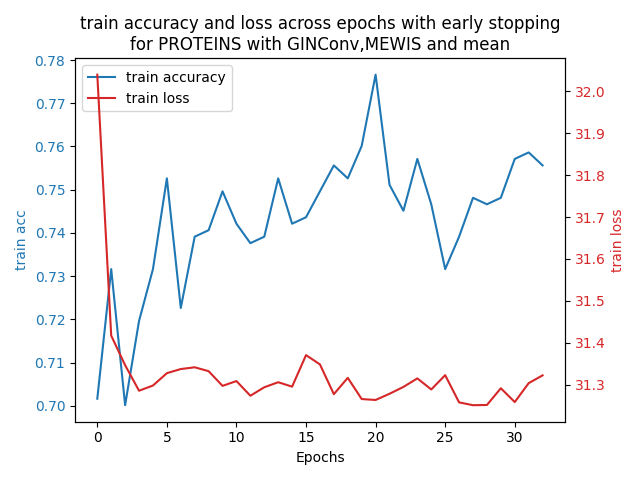 train accuracy and loss across epochs with early stopping
for PROTEINS with GINConv,MEWIS and mean
train accuracy
train loss
0.78
0.77
0.76
0.75
0.74
0.73
0.72
0.71
0.70
train acc
32.0
31.9
31.8
31.7
31.6
31.5
31.4
31.3
train loss
0 5 10 15 20 25 30
Epochs